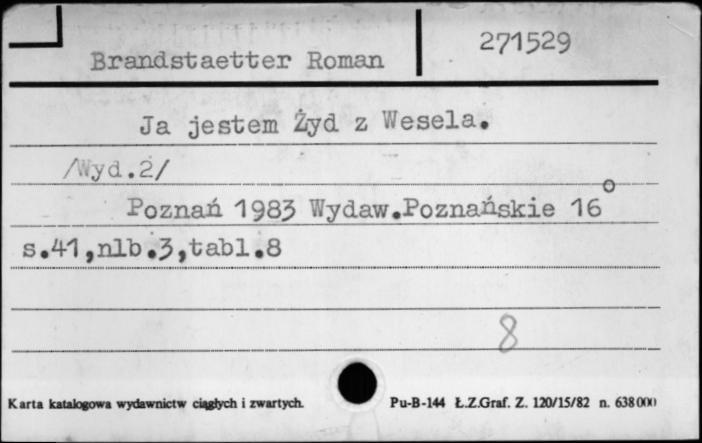 271529
Brandstaetter Roman
Ja jestem Żyd z Wesela.
/Wyd.2/
Poznań 1983 Wydaw.Poznańskie 16°
s.41,nlb.3,tabl.8
8
Karta katalogowa wydawnictw ciągłych i zwartych.
Pu-B-144 Ł.Z.Graf. Z. 120/15/82 n. 638000